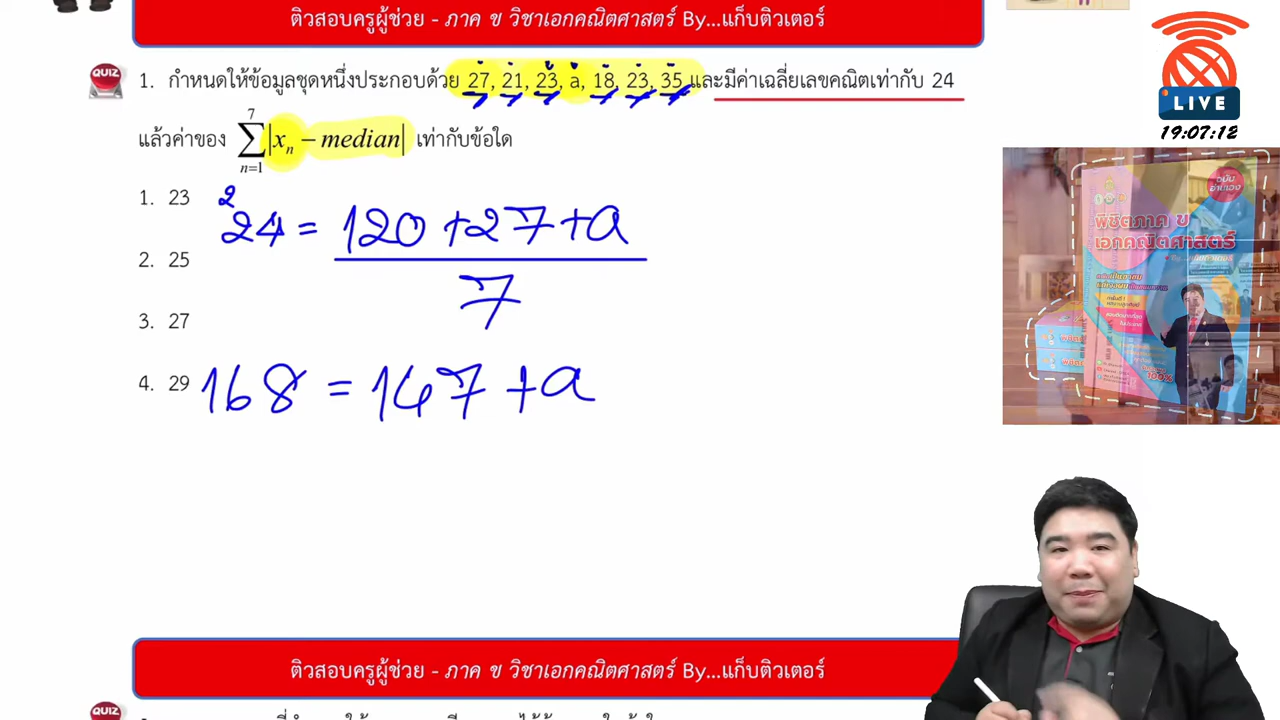 ติวสอบครูผู้ช่วย - ภาค ข วิชาเอกคณิตศาสตร์ By...แก็บติวเตอร์
QUIZ
1. กำหนดให้ข้อมูลชุดหนึ่งประกอบด้วย 27, 21, 23, a, 18, 23, 35 และมีค่าเฉลี่ยเลขคณิตเท่ากับ 24
แล้วค่าของ ∑_{n=1}^{7} |x_n − median| เท่ากับข้อใด
1. 23
2. 25
3. 27
4. 29
2
24 = 120 + 27 + a
7
168 = 147 + a
LIVE
19:07:12
พิชิตภาค ข
เอกคณิตศาสตร์
100%
ติวสอบครูผู้ช่วย - ภาค ข วิชาเอกคณิตศาสตร์ By...แก็บติวเตอร์
QUIZ